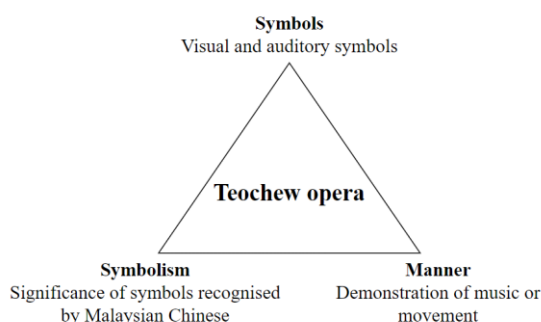 Symbols
Visual and auditory symbols
Teochew opera
Symbolism
Significance of symbols recognised
by Malaysian Chinese
Manner
Demonstration of music or
movement